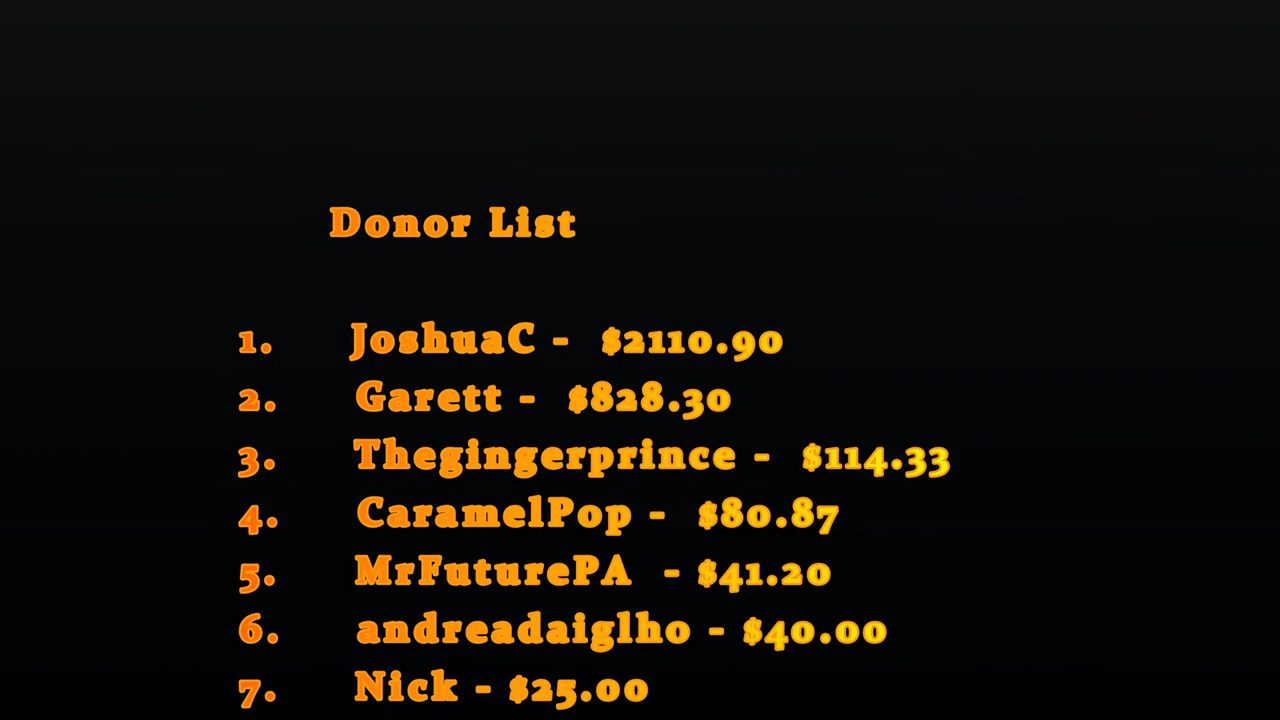 Donor List
1. JoshuaC - $2110.90
2. Garett - $828.30
3. Thegingerprince - $114.33
4. CaramelPop - $80.87
5. MrFuturePA - $41.20
6. andreadaiglho - $40.00
7. Nick - $25.00